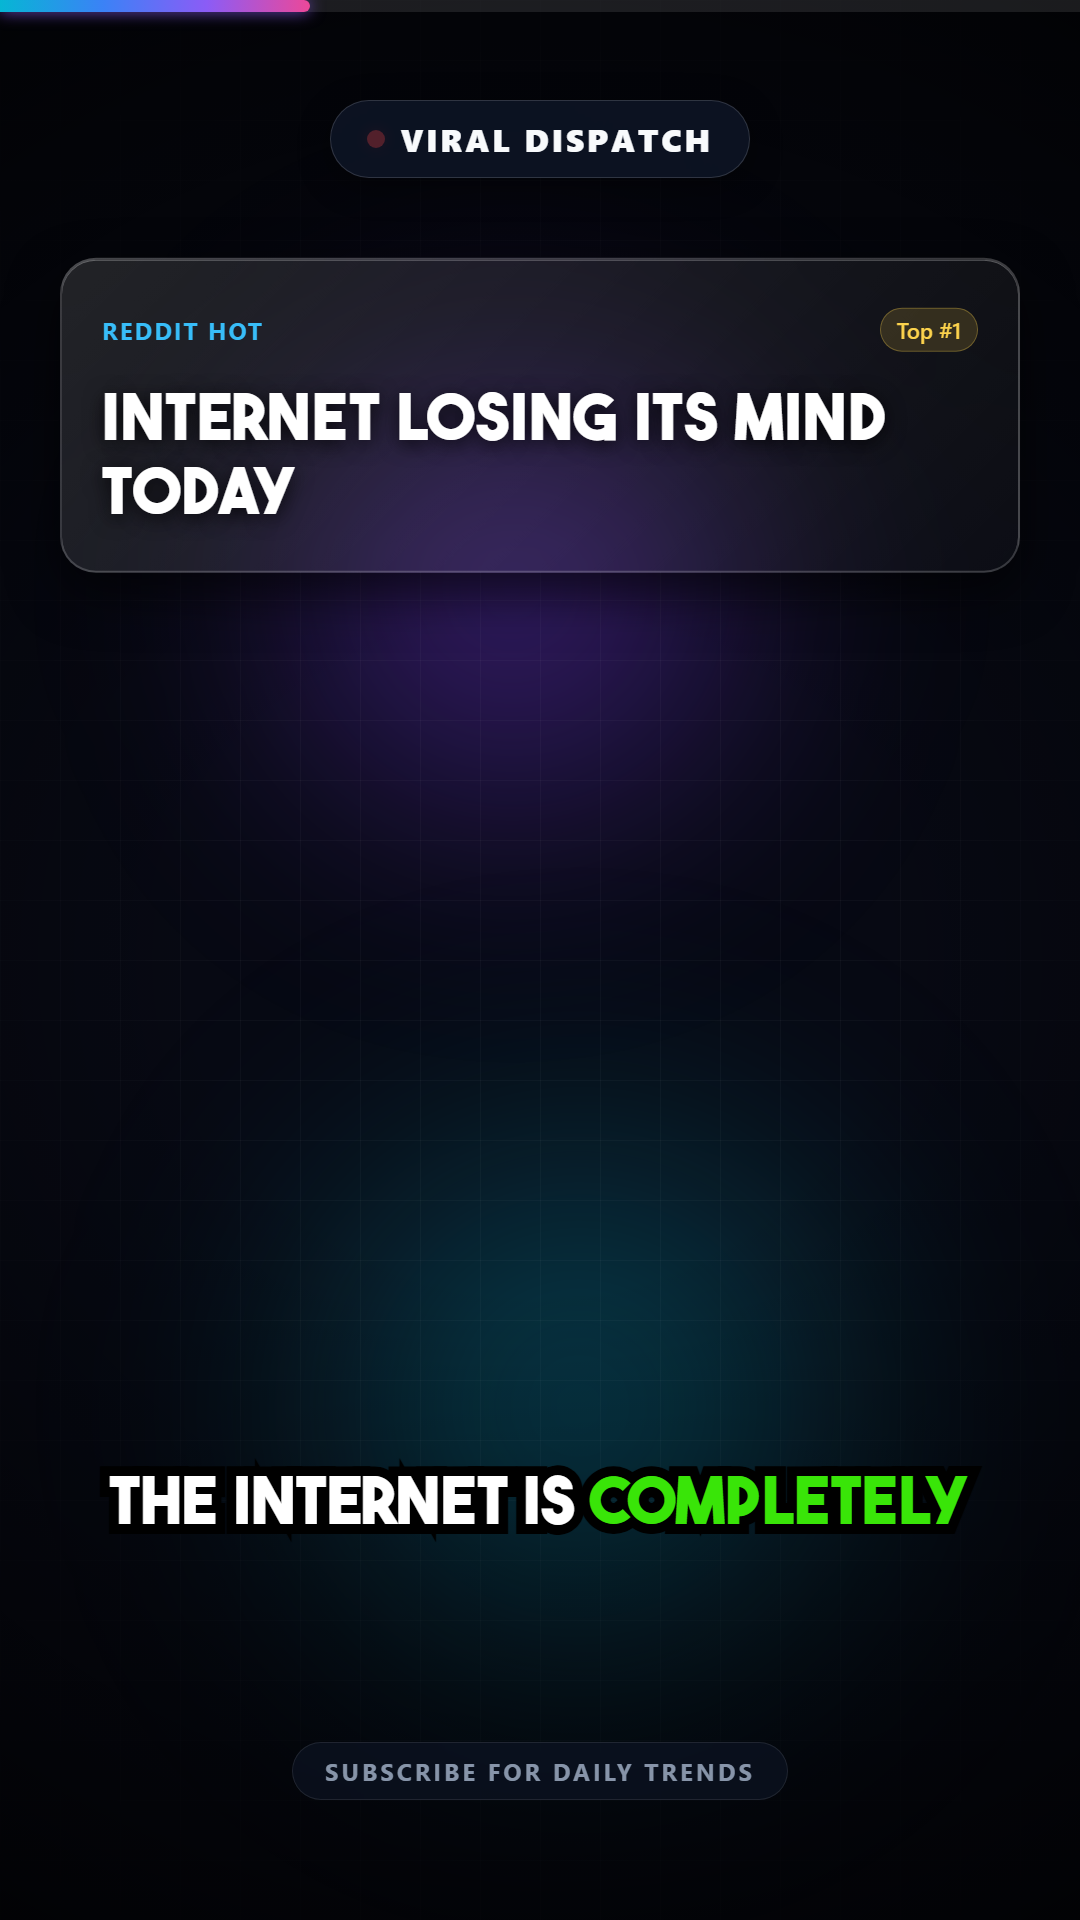 VIRAL DISPATCH
REDDIT HOT
Top #1
INTERNET LOSING ITS MIND
TODAY
THE INTERNET IS COMPLETELY
SUBSCRIBE FOR DAILY TRENDS